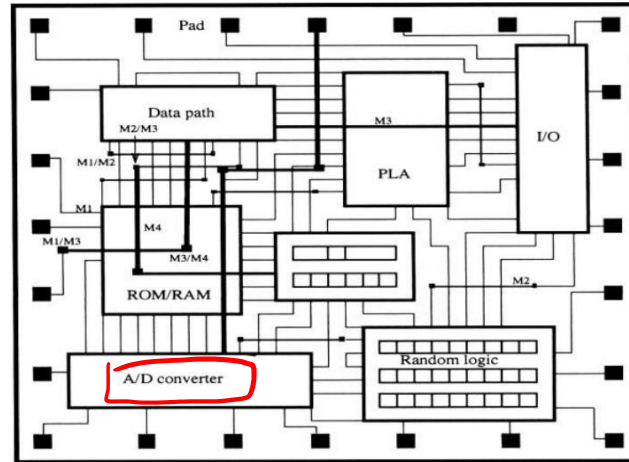 Pad
Data path
M2/M3
M1/M2
M3
I/O
PLA
M1
M4
M1/M3
M3/M4
ROM/RAM
M2
Random logic
A/D converter